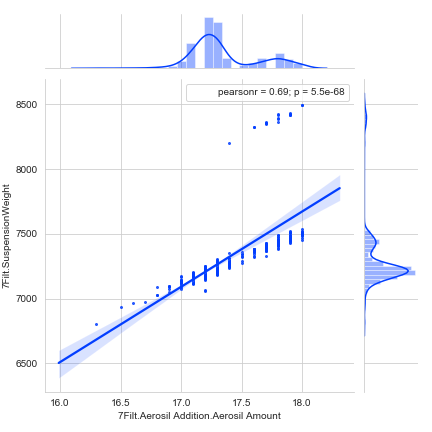 pearsonr = 0.69; p = 5.5e-68
8500
8000
7500
7000
6500
7Filt.SuspensionWeight
16.0 16.5 17.0 17.5 18.0
7Filt.Aerosil Addition.Aerosil Amount